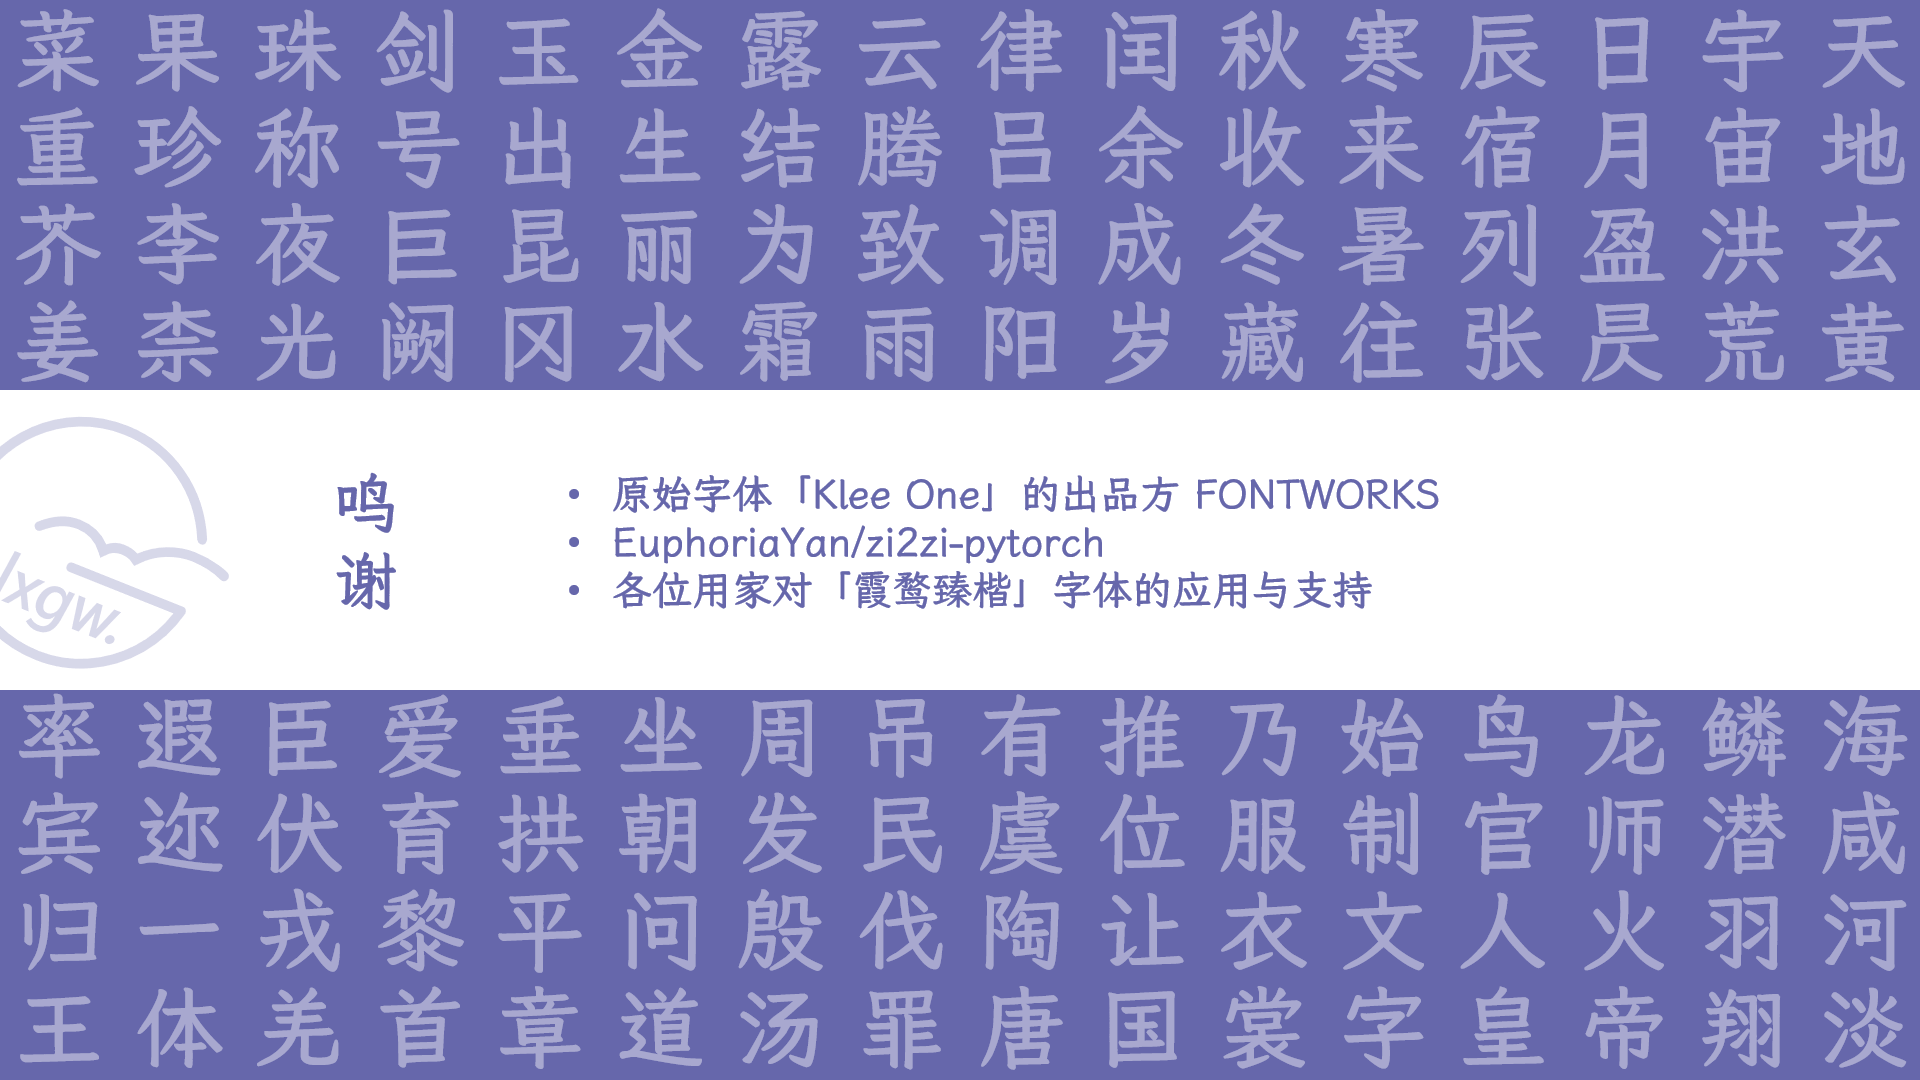 天地玄黄
宇宙洪荒
日月盈昃
辰宿列张
寒来暑往
秋收冬藏
闰余成岁
律吕调阳
云腾致雨
露结为霜
金生丽水
玉出昆冈
剑号巨阙
珠称夜光
果珍李柰
菜重芥姜
lxgw.
鸣谢
• 原始字体「Klee One」的出品方 FONTWORKS
• EuphoriaYan/zi2zi-pytorch
• 各位用家对「霞鹜臻楷」字体的应用与支持
海咸河淡
鳞潜羽翔
龙师火帝
鸟官人皇
始制文字
乃服衣裳
推位让国
有虞陶唐
吊民伐罪
周发殷汤
坐朝问道
垂拱平章
爱育黎首
臣伏戎羌
遐迩一体
率宾归王